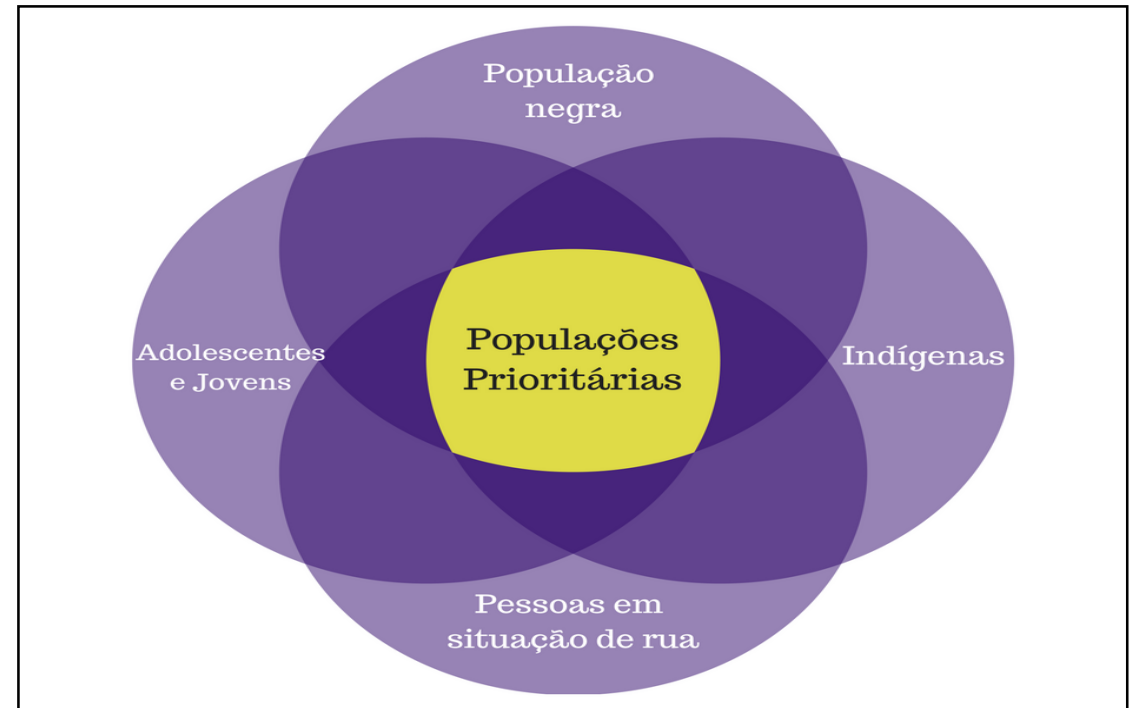 População
negra
Adolescentes
e Jovens
Populações
Prioritárias
Indígenas
Pessoas em
situação de rua